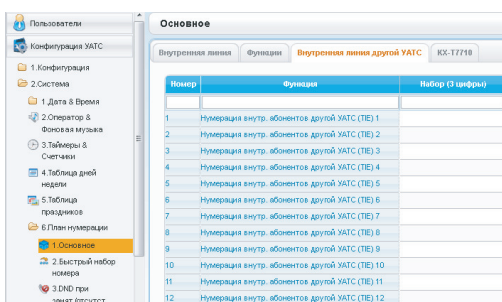 Пользователи
Конфигурация УАТС
1.Конфигурация
2.Система
1.Дата & Время
2.Оператор &
Фоновая музыка
3.Таймеры &
Счетчики
4.Таблица дней
недели
5.Таблица
праздников
6.План нумерации
1.Основное
2.Быстрый набор
номера
3.DND при
Основное
Внутренняя линия Функции Внутренняя линия другой УАТС KX-T7710
Номер Функция Набор (3 цифры)
1 Нумерация внутр. абонентов другой УАТС (TIE) 1
2 Нумерация внутр. абонентов другой УАТС (TIE) 2
3 Нумерация внутр. абонентов другой УАТС (TIE) 3
4 Нумерация внутр. абонентов другой УАТС (TIE) 4
5 Нумерация внутр. абонентов другой УАТС (TIE) 5
6 Нумерация внутр. абонентов другой УАТС (TIE) 6
7 Нумерация внутр. абонентов другой УАТС (TIE) 7
8 Нумерация внутр. абонентов другой УАТС (TIE) 8
9 Нумерация внутр. абонентов другой УАТС (TIE) 9
10 Нумерация внутр. абонентов другой УАТС (TIE) 10
11 Нумерация внутр. абонентов другой УАТС (TIE) 11
12 Нумерация внутр. абонентов другой УАТС (TIE) 12